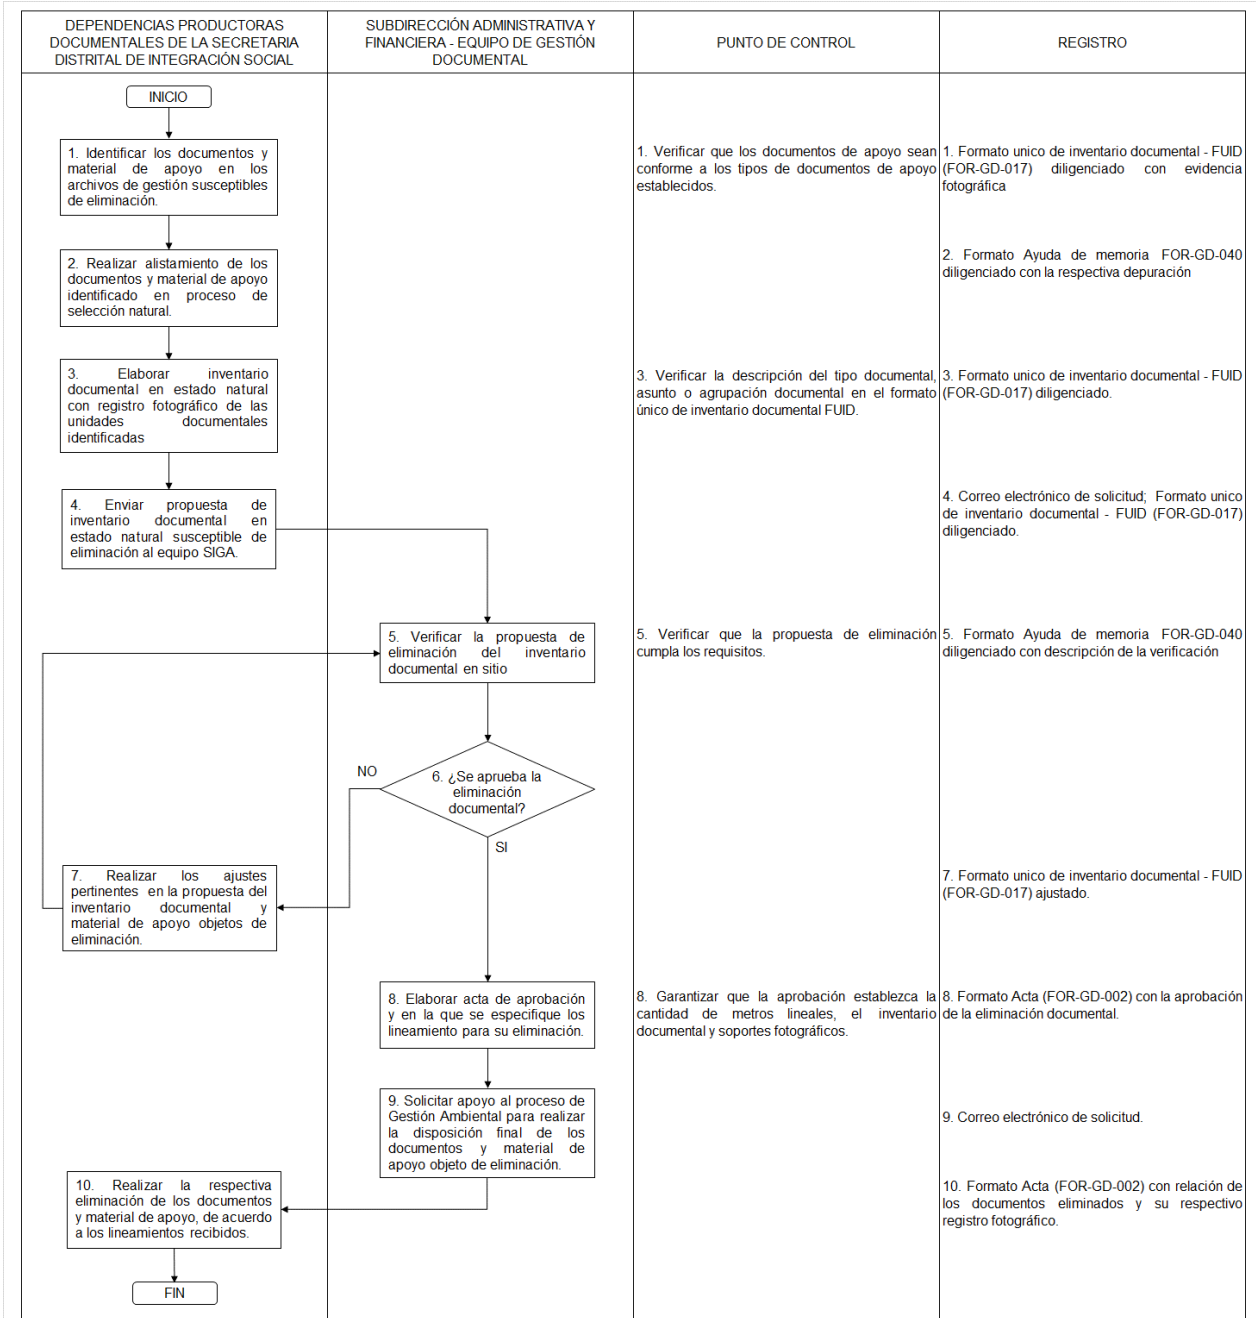 DEPENDENCIAS PRODUCTORAS
DOCUMENTALES DE LA SECRETARIA
DISTRITAL DE INTEGRACIÓN SOCIAL
SUBDIRECCIÓN ADMINISTRATIVA Y
FINANCIERA - EQUIPO DE GESTIÓN
DOCUMENTAL
PUNTO DE CONTROL
REGISTRO
INICIO
1. Identificar los documentos y
material de apoyo en los
archivos de gestión susceptibles
de eliminación.
1. Verificar que los documentos de apoyo sean
conforme a los tipos de documentos de apoyo
establecidos.
1. Formato unico de inventario documental - FUID
(FOR-GD-017) diligenciado con evidencia
fotográfica
2. Realizar alistamiento de los
documentos y material de apoyo
identificado en proceso de
selección natural.
2. Formato Ayuda de memoria FOR-GD-040
diligenciado con la respectiva depuración
3. Elaborar inventario
documental en estado natural
con registro fotográfico de las
unidades documentales
identificadas
3. Verificar la descripción del tipo documental,
asunto o agrupación documental en el formato
único de inventario documental FUID.
3. Formato unico de inventario documental - FUID
(FOR-GD-017) diligenciado.
4. Enviar propuesta de
inventario documental en
estado natural susceptible de
eliminación al equipo SIGA.
4. Correo electrónico de solicitud; Formato unico
de inventario documental - FUID (FOR-GD-017)
diligenciado.
5. Verificar la propuesta de
eliminación del inventario
documental en sitio
5. Verificar que la propuesta de eliminación
cumpla los requisitos.
5. Formato Ayuda de memoria FOR-GD-040
diligenciado con descripción de la verificación
NO
6. ¿Se aprueba la
eliminación
documental?
SI
7. Realizar los ajustes
pertinentes en la propuesta del
inventario documental y
material de apoyo objetos de
eliminación.
7. Formato unico de inventario documental - FUID
(FOR-GD-017) ajustado.
8. Elaborar acta de aprobación
y en la que se especifique los
lineamiento para su eliminación.
8. Garantizar que la aprobación establezca la
cantidad de metros lineales, el inventario
documental y soportes fotográficos.
8. Formato Acta (FOR-GD-002) con la aprobación
de la eliminación documental.
9. Solicitar apoyo al proceso de
Gestión Ambiental para realizar
la disposición final de los
documentos y material de
apoyo objeto de eliminación.
9. Correo electrónico de solicitud.
10. Realizar la respectiva
eliminación de los documentos
y material de apoyo, de acuerdo
a los lineamientos recibidos.
10. Formato Acta (FOR-GD-002) con relación de
los documentos eliminados y su respectivo
registro fotográfico.
FIN